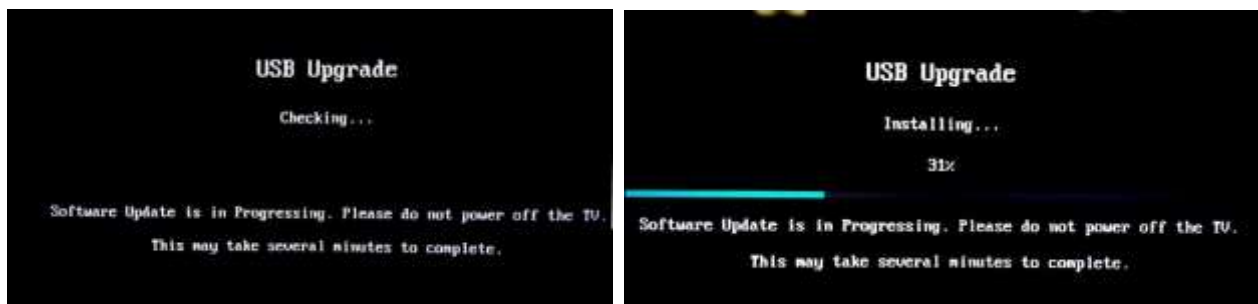 USB Upgrade
Checking...
Software Update is in Progressing. Please do not power off the TV.
This may take several minutes to complete.
USB Upgrade
Installing...
31%
Software Update is in Progressing. Please do not power off the TV.
This may take several minutes to complete.